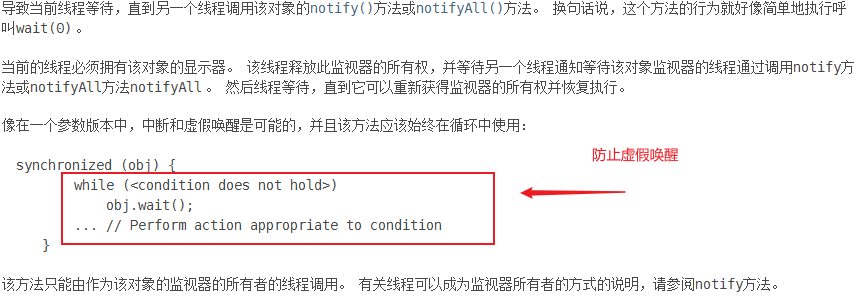 导致当前线程等待，直到另一个线程调用该对象的notify()方法或notifyAll()方法。 换句话说，这个方法的行为就好像简单地执行呼
叫wait(0) 。
当前的线程必须拥有该对象的显示器。 该线程释放此监视器的所有权，并等待另一个线程通知等待该对象监视器的线程通过调用notify方
法或notifyAll方法notifyAll 。 然后线程等待，直到它可以重新获得监视器的所有权并恢复执行。
像在一个参数版本中，中断和虚假唤醒是可能的，并且该方法应该始终在循环中使用：
synchronized (obj) {
防止虚假唤醒
while (<condition does not hold>)
obj.wait();
... // Perform action appropriate to condition
}
该方法只能由作为该对象的监视器的所有者的线程调用。 有关线程可以成为监视器所有者的方式的说明，请参阅notify方法。